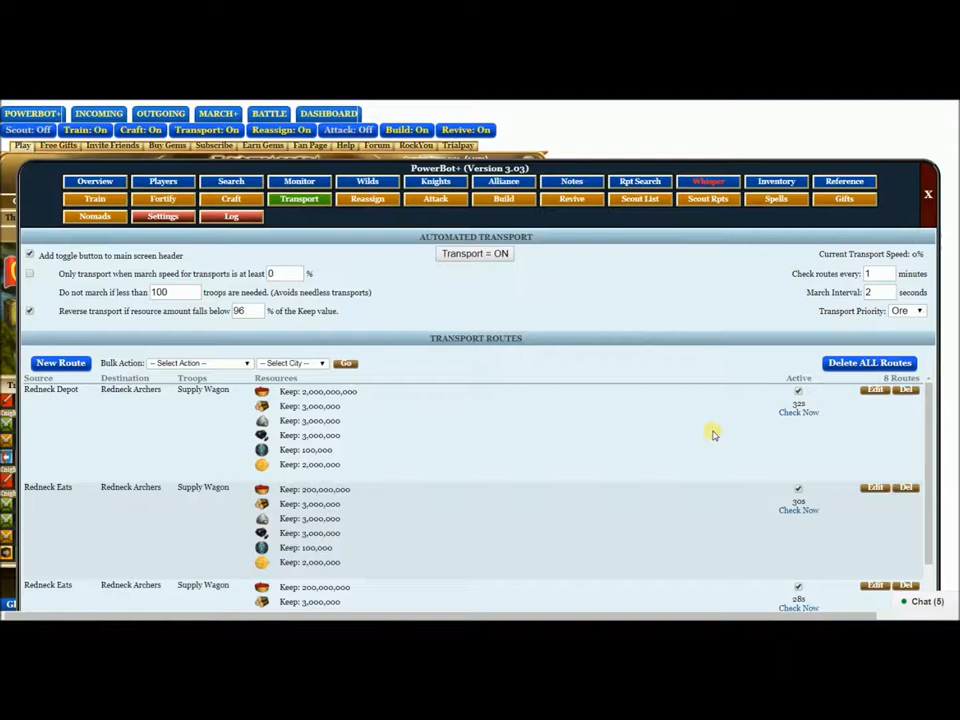 POWERBOT+ INCOMING OUTGOING MARCH+ BATTLE DASHBOARD
Scout: Off Train: On Craft: On Transport: On Reassign: On Attack: Off Build: On Revive: On
Play Free Gifts Invite Friends Buy Gems Subscribe Earn Gems Fan Page Help Forum RockYou Trialpay
PowerBot+ (Version 3.03)
Overview Players Search Monitor Wilds Knights Alliance Notes Rpt Search Whisper Inventory Reference
X
Train Fortify Craft Transport Reassign Attack Build Revive Scout List Scout Rpts Spells Gifts
Nomads Settings Log
AUTOMATED TRANSPORT
Add toggle button to main screen header Transport = ON Current Transport Speed: 0%
Only transport when march speed for transports is at least 0 % Check routes every: 1 minutes
Do not march if less than 100 troops are needed. (Avoids needless transports) March Interval: 2 seconds
Reverse transport if resource amount falls below 96 % of the Keep value. Transport Priority: Ore
TRANSPORT ROUTES
New Route Bulk Action: -- Select Action -- -- Select City -- Go Delete ALL Routes
Source Destination Troops Resources Active 8 Routes
Redneck Depot Redneck Archers Supply Wagon Keep: 2,000,000,000 Edit Del
Keep: 3,000,000 32s
Keep: 3,000,000 Check Now
Keep: 3,000,000
Keep: 100,000
Keep: 2,000,000
Redneck Eats Redneck Archers Supply Wagon Keep: 200,000,000 Edit Del
Keep: 3,000,000 30s
Keep: 3,000,000 Check Now
Keep: 3,000,000
Keep: 100,000
Keep: 2,000,000
Redneck Eats Redneck Archers Supply Wagon Keep: 200,000,000 Edit Del
Keep: 3,000,000 28s
Check Now
Chat (5)